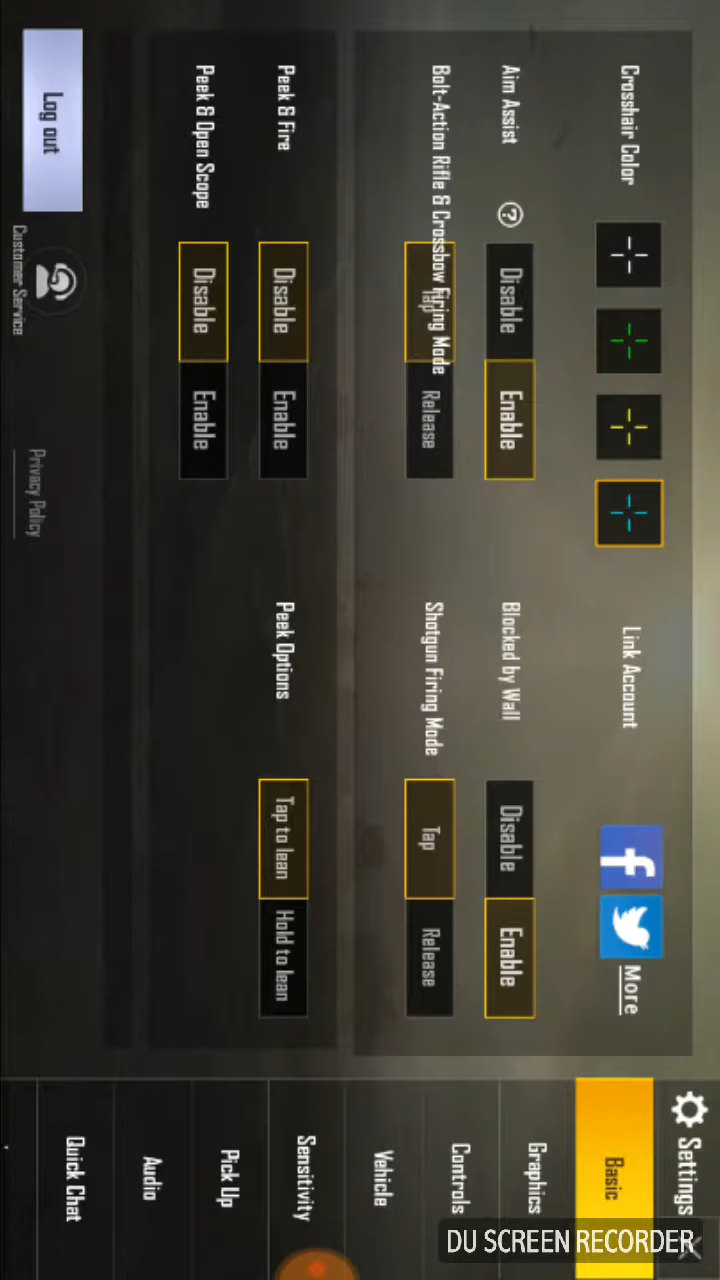 Settings
Crosshair Color
Link Account
More
Basic
Aim Assist
?
Disable
Enable
Blocked by Wall
Disable
Enable
Graphics
Bolt-Action Rifle & Crossbow Firing Mode
Tap
Release
Shotgun Firing Mode
Tap
Release
Controls
Vehicle
Peek & Fire
Disable
Enable
Peek Options
Tap to lean
Hold to lean
Sensitivity
Peek & Open Scope
Disable
Enable
Pick Up
Audio
Log out
Customer Service
Privacy Policy
Quick Chat
DU SCREEN RECORDER